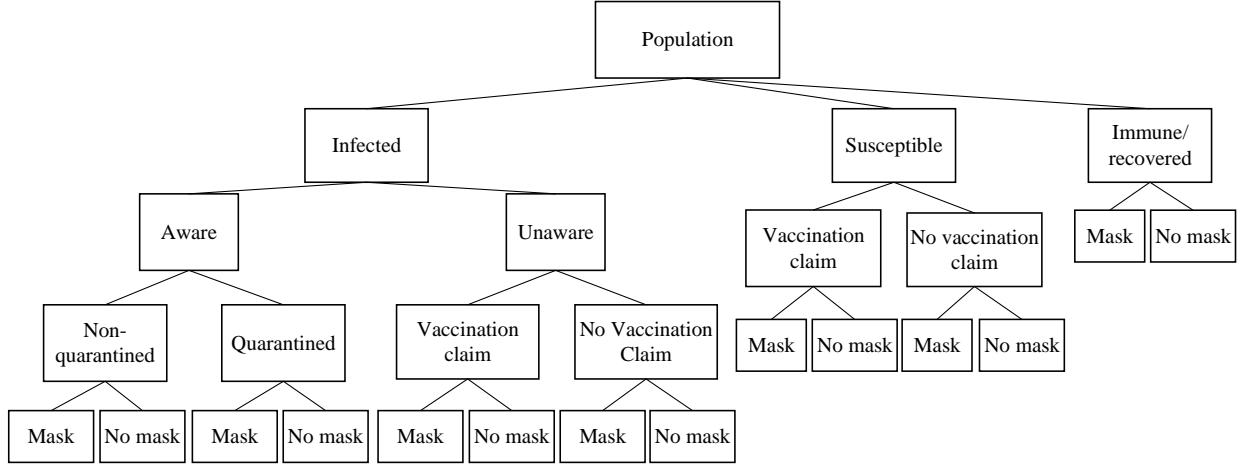 Population
Infected
Susceptible
Immune/
recovered
Aware
Unaware
Vaccination
claim
No vaccination
claim
Mask
No mask
Non-
quarantined
Quarantined
Vaccination
claim
No Vaccination
Claim
Mask
No mask
Mask
No mask
Mask
No mask
Mask
No mask
Mask
No mask
Mask
No mask